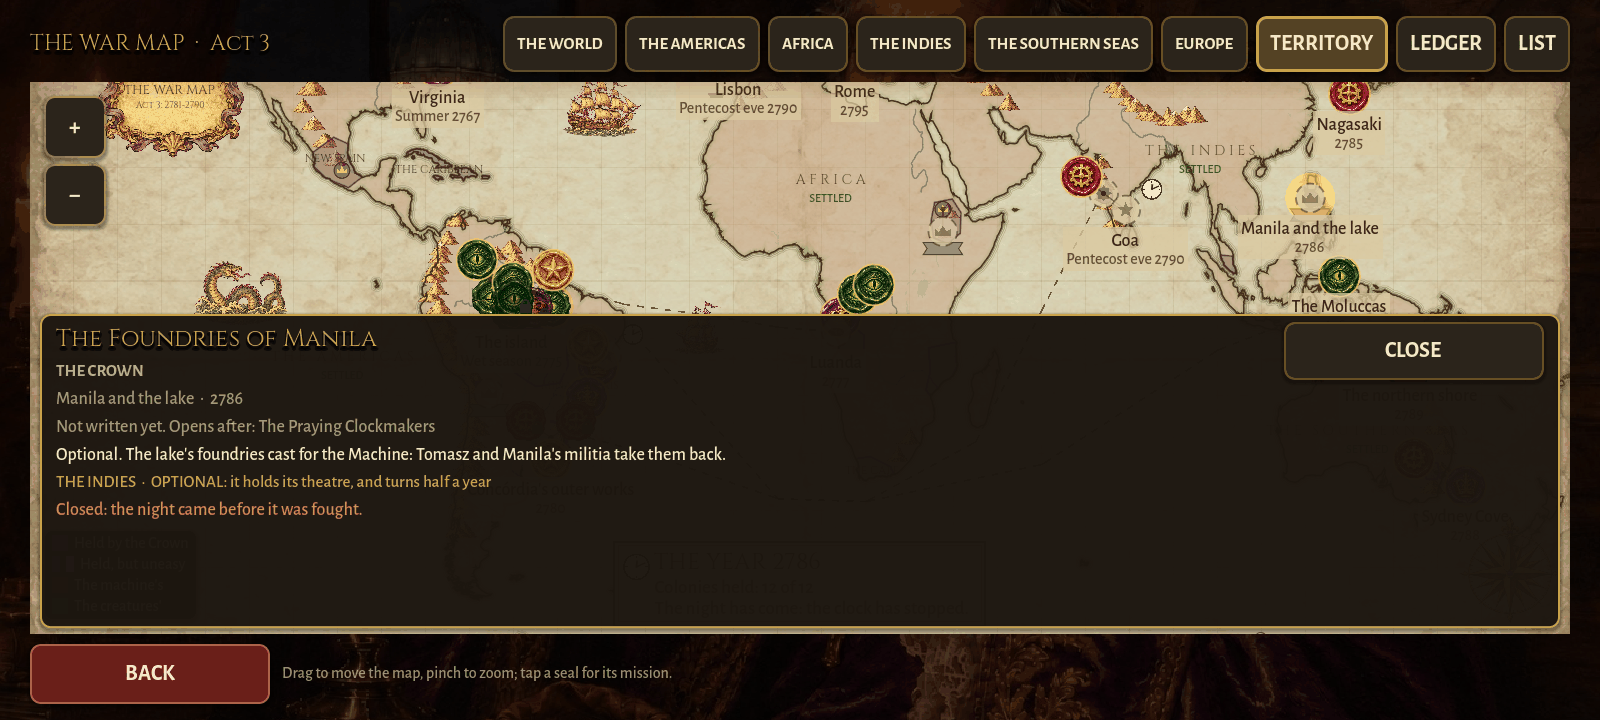 THE WAR MAP · ACT 3
THE WORLD
THE AMERICAS
AFRICA
THE INDIES
THE SOUTHERN SEAS
EUROPE
TERRITORY
LEDGER
LIST
THE WAR MAP
ACT 3: 2781-2790
+
−
Virginia
Summer 2767
Lisbon
Pentecost eve 2790
Rome
2795
Nagasaki
2785
THE INDIES
SETTLED
AFRICA
SETTLED
Manila and the lake
2786
Goa
Pentecost eve 2790
The Moluccas
The Foundries of Manila
CLOSE
THE CROWN
Manila and the lake · 2786
Not written yet. Opens after: The Praying Clockmakers
Optional. The lake's foundries cast for the Machine: Tomasz and Manila's militia take them back.
THE INDIES · OPTIONAL: it holds its theatre, and turns half a year
Closed: the night came before it was fought.
THE YEAR 2786
BACK
Drag to move the map, pinch to zoom; tap a seal for its mission.